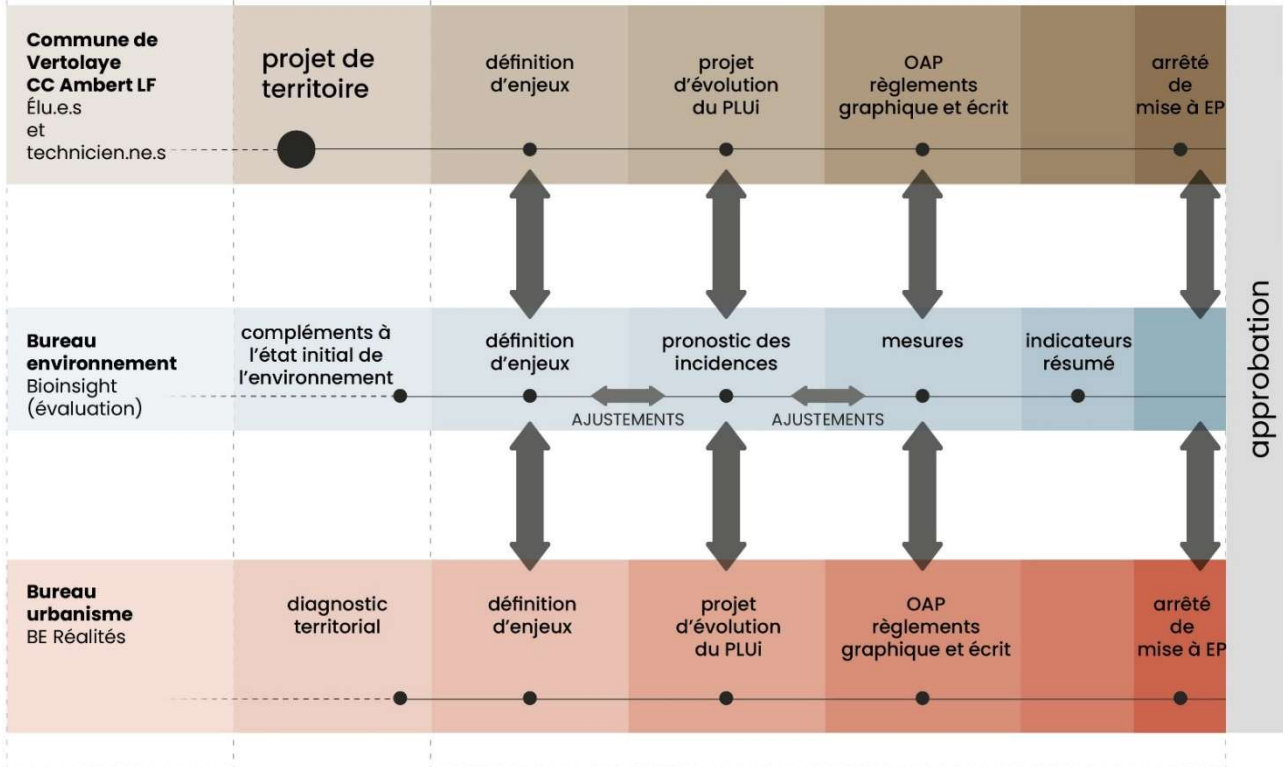 Commune de
Vertolaye
CC Ambert LF
Élu.e.s
et
technicien.ne.s
projet de
territoire
définition
d'enjeux
projet
d'évolution
du PLUi
OAP
règlements
graphique et écrit
arrêté
de
mise à EP
Bureau
environnement
Bioinsight
(évaluation)
compléments à
l'état initial de
l'environnement
définition
d'enjeux
pronostic des
incidences
mesures
indicateurs
résumé
AJUSTEMENTS
AJUSTEMENTS
Bureau
urbanisme
BE Réalités
diagnostic
territorial
définition
d'enjeux
projet
d'évolution
du PLUi
OAP
règlements
graphique et écrit
arrêté
de
mise à EP
approbation